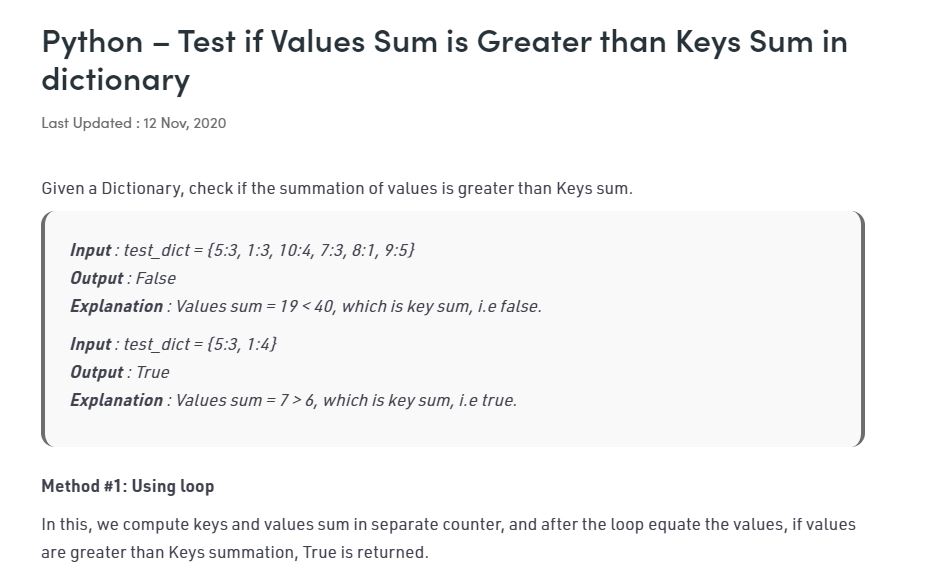 Python – Test if Values Sum is Greater than Keys Sum in
dictionary
Last Updated : 12 Nov, 2020
Given a Dictionary, check if the summation of values is greater than Keys sum.
Input : test_dict = {5:3, 1:3, 10:4, 7:3, 8:1, 9:5}
Output : False
Explanation : Values sum = 19 < 40, which is key sum, i.e false.
Input : test_dict = {5:3, 1:4}
Output : True
Explanation : Values sum = 7 > 6, which is key sum, i.e true.
Method #1: Using loop
In this, we compute keys and values sum in separate counter, and after the loop equate the values, if values
are greater than Keys summation, True is returned.